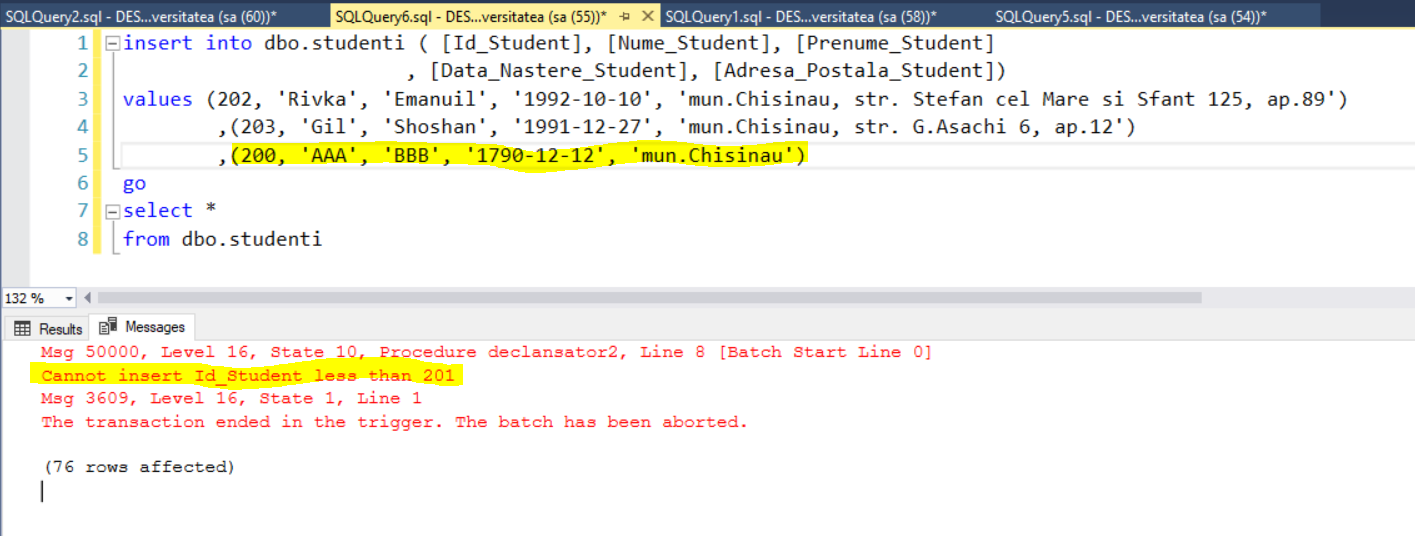 SQLQuery2.sql - DES...versitatea (sa (60))* SQLQuery6.sql - DES...versitatea (sa (55))* SQLQuery1.sql - DES...versitatea (sa (58))* SQLQuery5.sql - DES...versitatea (sa (54))*
1 insert into dbo.studenti ( [Id_Student], [Nume_Student], [Prenume_Student]
2 , [Data_Nastere_Student], [Adresa_Postala_Student])
3 values (202, 'Rivka', 'Emanuil', '1992-10-10', 'mun.Chisinau, str. Stefan cel Mare si Sfant 125, ap.89')
4 ,(203, 'Gil', 'Shoshan', '1991-12-27', 'mun.Chisinau, str. G.Asachi 6, ap.12')
5 ,(200, 'AAA', 'BBB', '1790-12-12', 'mun.Chisinau')
6 go
7 select *
8 from dbo.studenti
132 %
Results Messages
Msg 50000, Level 16, State 10, Procedure declansator2, Line 8 [Batch Start Line 0]
Cannot insert Id_Student less than 201
Msg 3609, Level 16, State 1, Line 1
The transaction ended in the trigger. The batch has been aborted.
(76 rows affected)